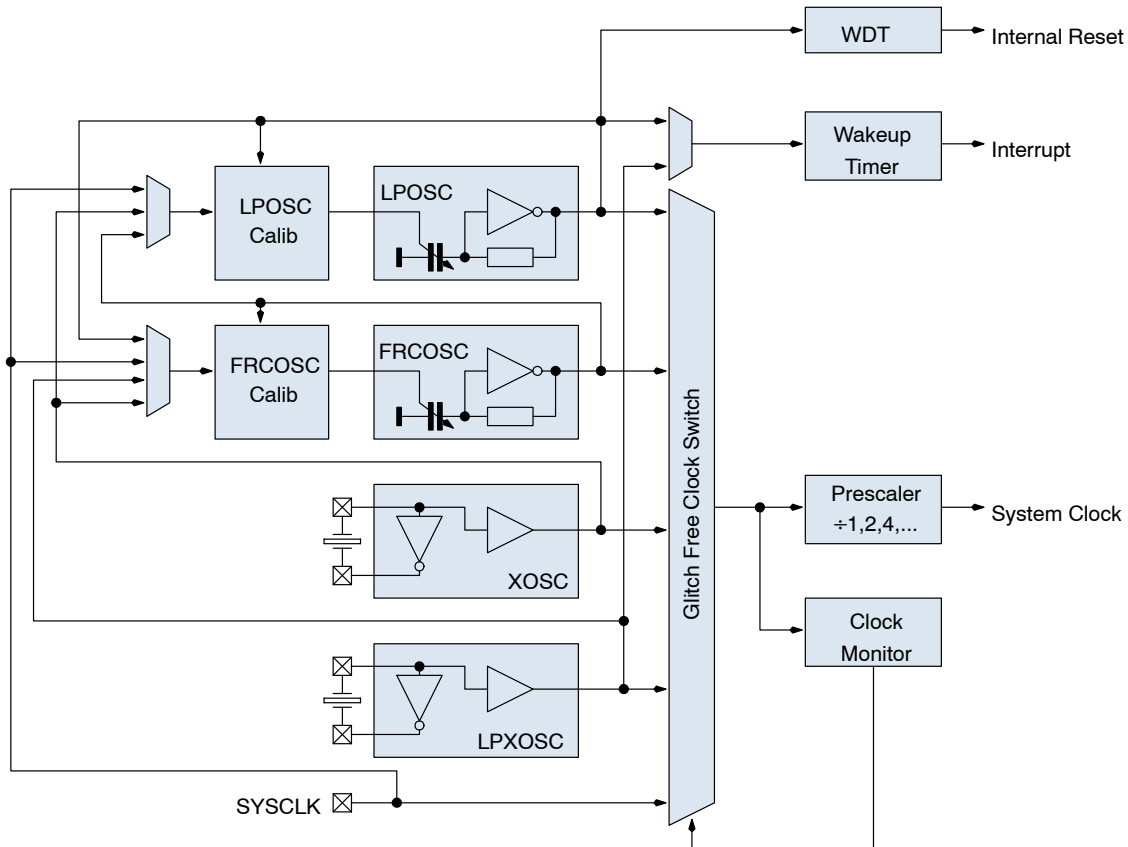 WDT
Internal Reset
Wakeup
Timer
Interrupt
LPOSC
Calib
LPOSC
FRCOSC
Calib
FRCOSC
Glitch Free Clock Switch
Prescaler
÷1,2,4,...
System Clock
XOSC
Clock
Monitor
LPXOSC
SYSCLK